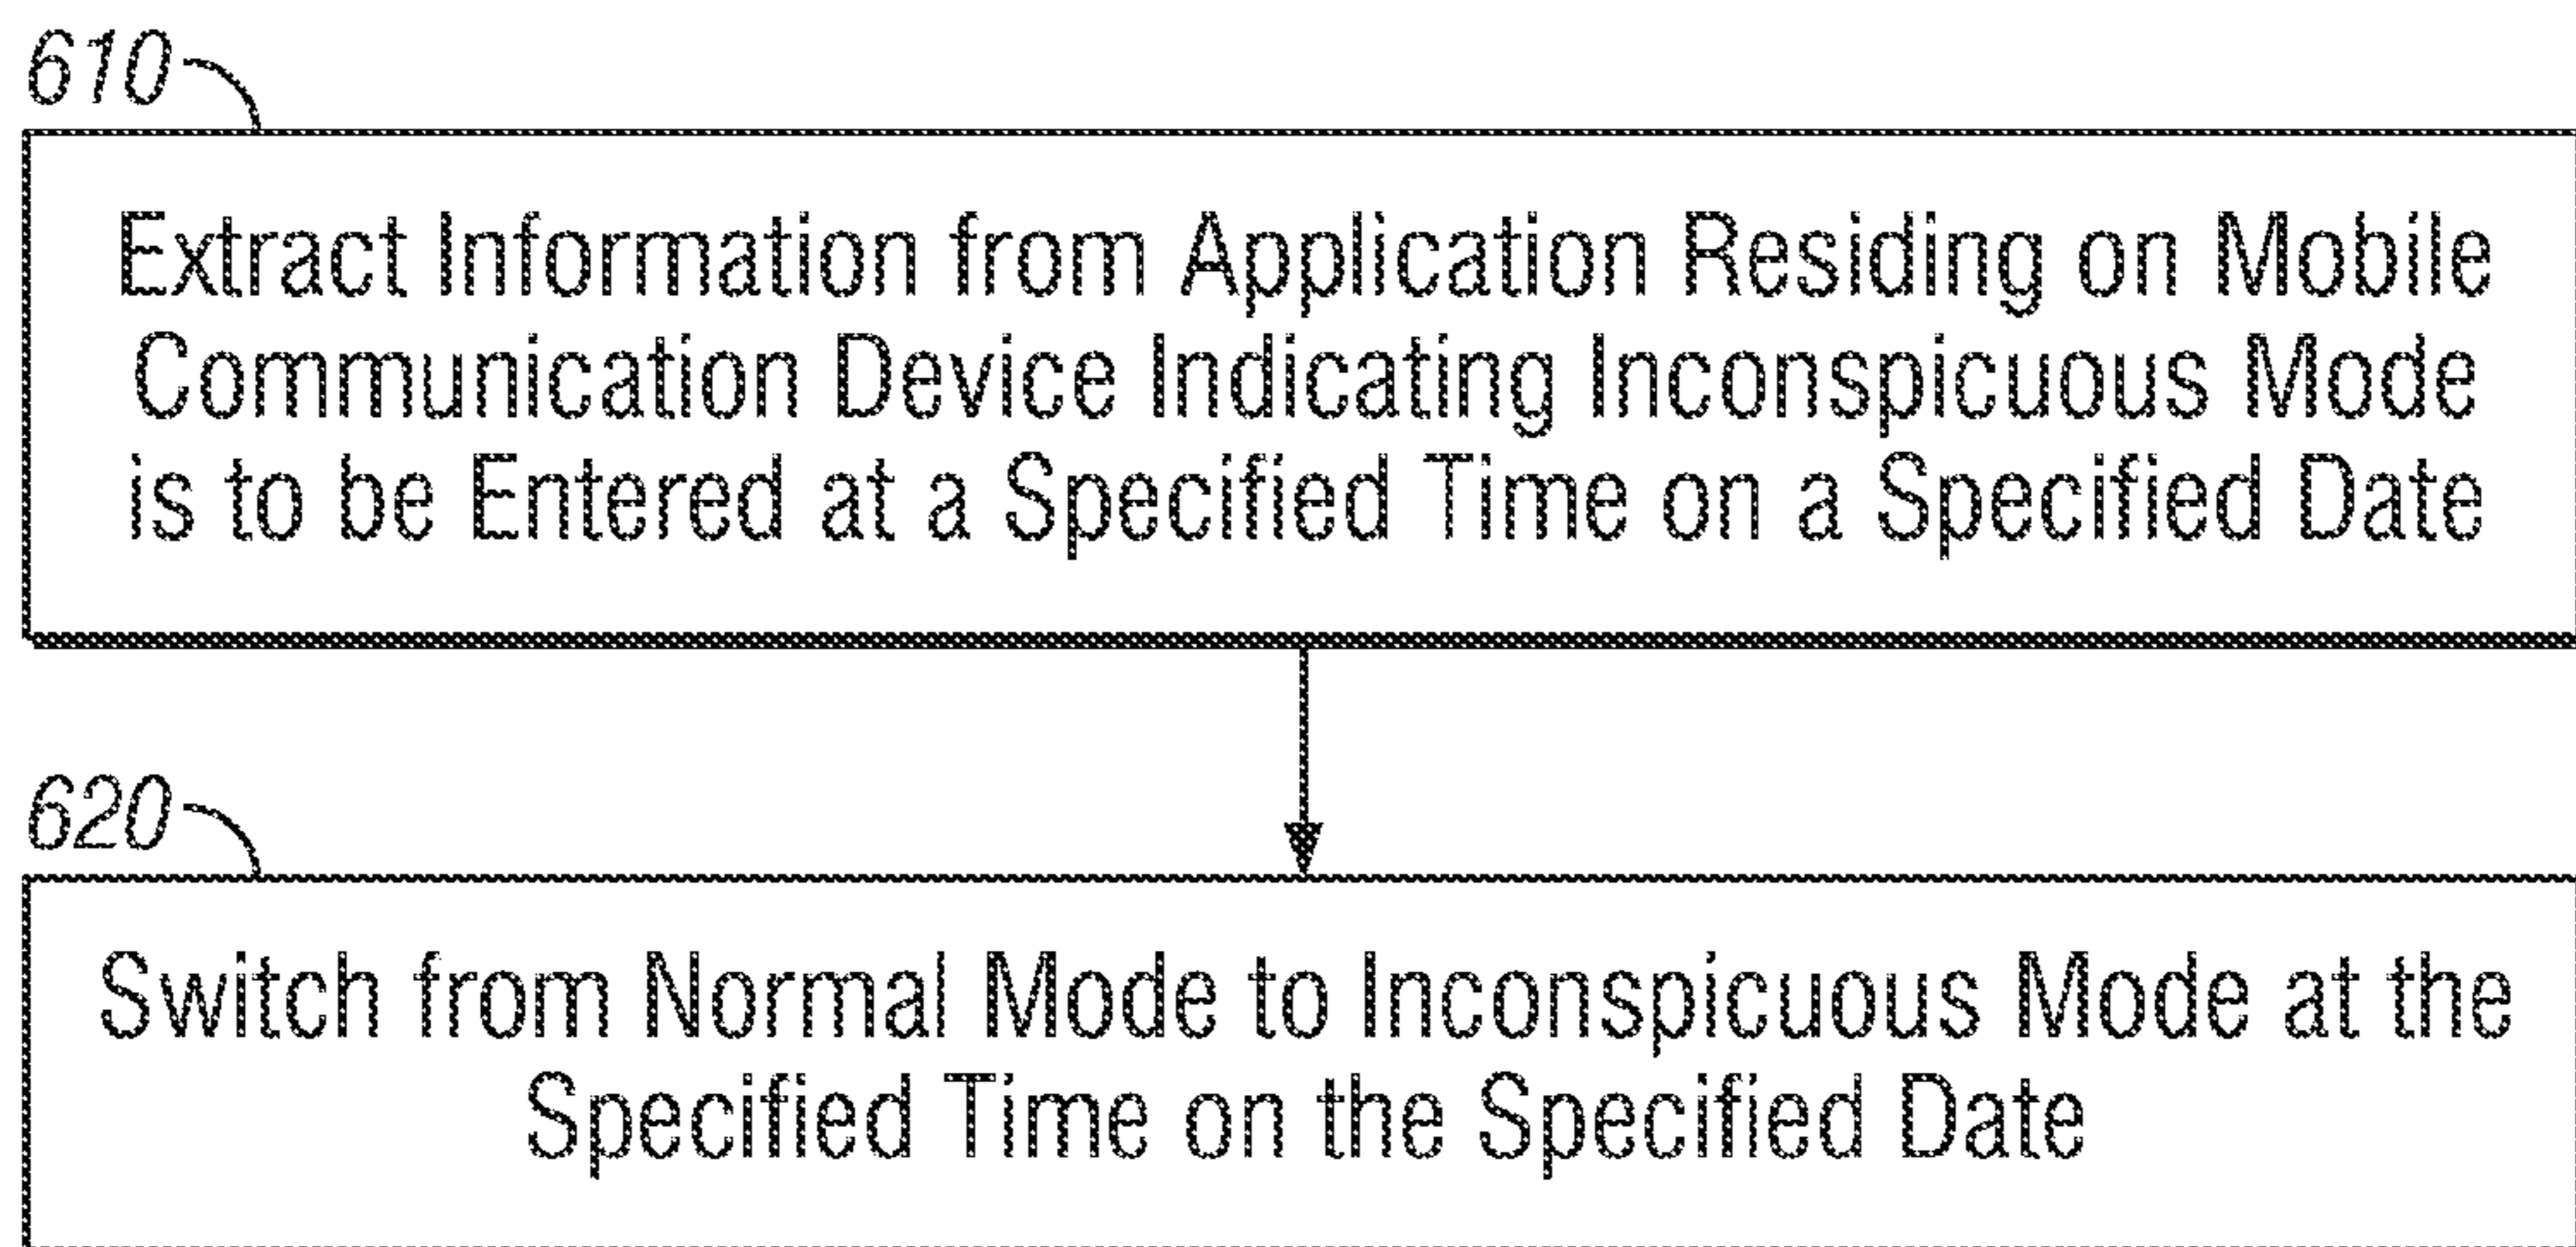 610
Extract Information from Application Residing on Mobile
Communication Device Indicating Inconspicuous Mode
is to be Entered at a Specified Time on a Specified Date
620
Switch from Normal Mode to Inconspicuous Mode at the
Specified Time on the Specified Date